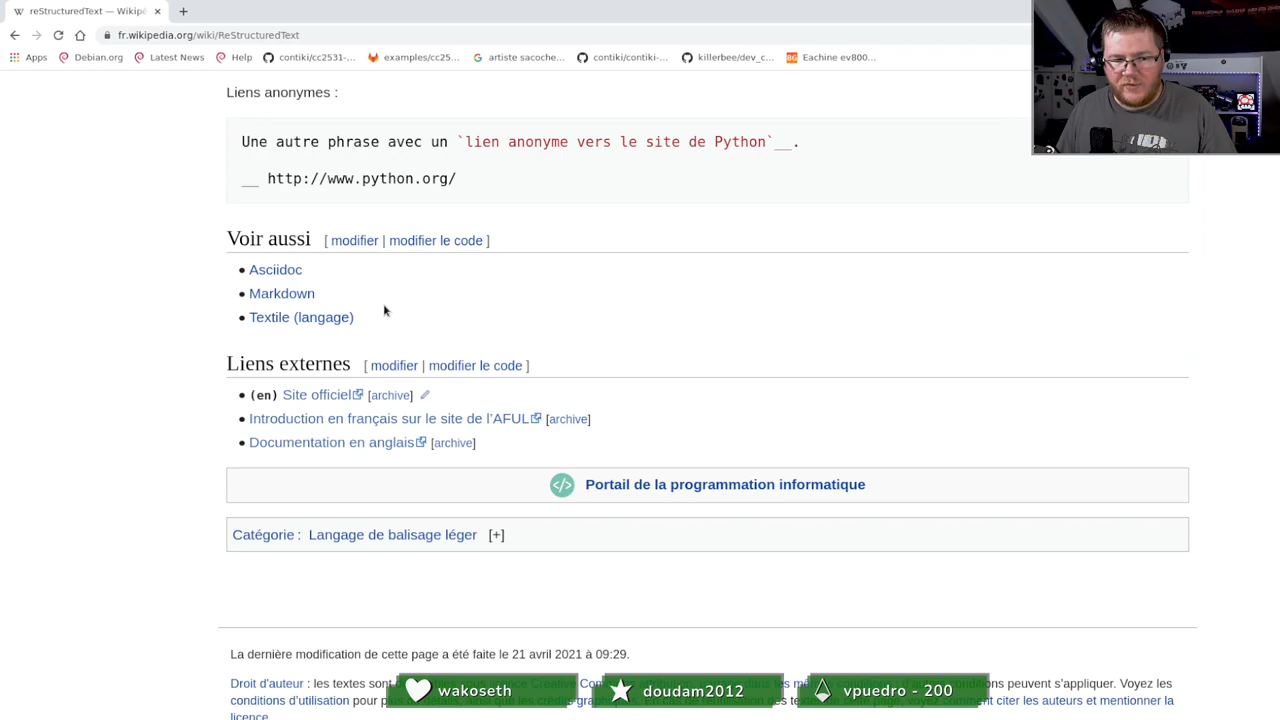 reStructuredText — Wikipé
fr.wikipedia.org/wiki/ReStructuredText
Apps Debian.org Latest News Help contiki/cc2531-... examples/cc25... artiste sacoche... contiki/contiki-... killerbee/dev_c... Eachine ev800...
Liens anonymes :
Une autre phrase avec un `lien anonyme vers le site de Python`__.
__ http://www.python.org/
Voir aussi [ modifier | modifier le code ]
Asciidoc
Markdown
Textile (langage)
Liens externes [ modifier | modifier le code ]
(en) Site officiel [archive]
Introduction en français sur le site de l’AFUL [archive]
Documentation en anglais [archive]
Portail de la programmation informatique
Catégorie : Langage de balisage léger [+]
La dernière modification de cette page a été faite le 21 avril 2021 à 09:29.
Droit d'auteur : les textes sont licence Creative peuvent s’appliquer. Voyez les
conditions d’utilisation pour comment citer les auteurs et mentionner la
licence.
wakoseth
doudam2012
vpuedro - 200